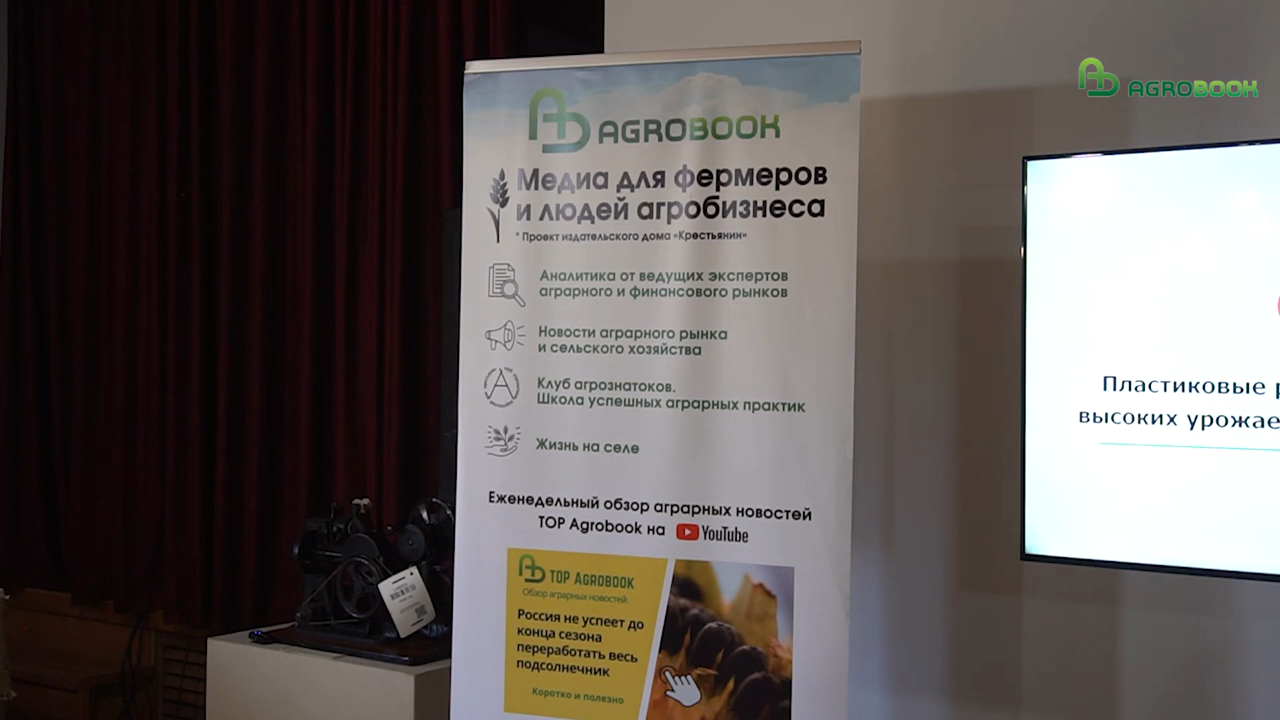 AGROBOOK
Медиа для фермеров
и людей агробизнеса
* Проект издательского дома «Крестьянин»
Аналитика от ведущих экспертов
аграрного и финансового рынков
Новости аграрного рынка
и сельского хозяйства
Клуб агрознатоков.
Школа успешных аграрных практик
Жизнь на селе
Еженедельный обзор аграрных новостей
TOP Agrobook на YouTube
TOP AGROBOOK
Обзор аграрных новостей
Россия не успеет до
конца сезона
переработать весь
подсолнечник
Коротко и полезно
AGROBOOK
Пластиковые
высоких урожае